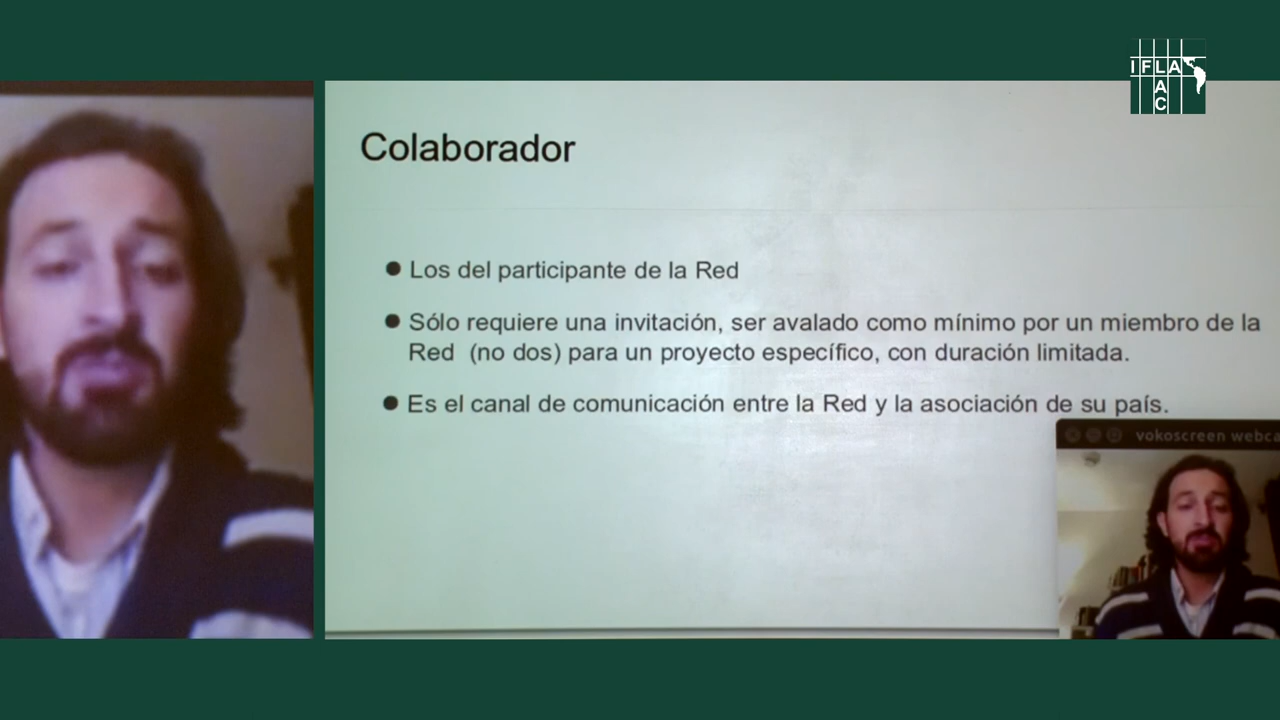 IFLA
LAC
Colaborador
● Los del participante de la Red
● Sólo requiere una invitación, ser avalado como mínimo por un miembro de la
Red (no dos) para un proyecto específico, con duración limitada.
● Es el canal de comunicación entre la Red y la asociación de su país.
vokoscreen webca